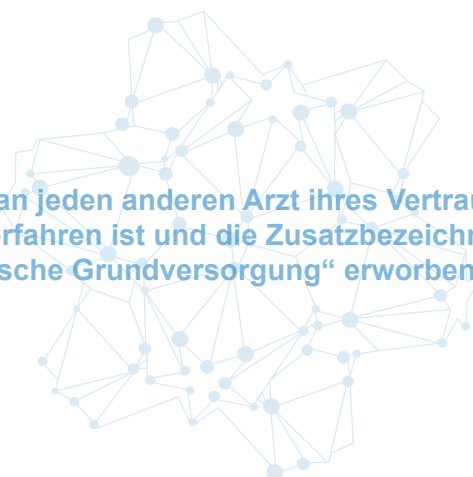 an jeden anderen Arzt ihres Vertrau
erfahren ist und die Zusatzbezeichn
sche Grundversorgung“ erworben